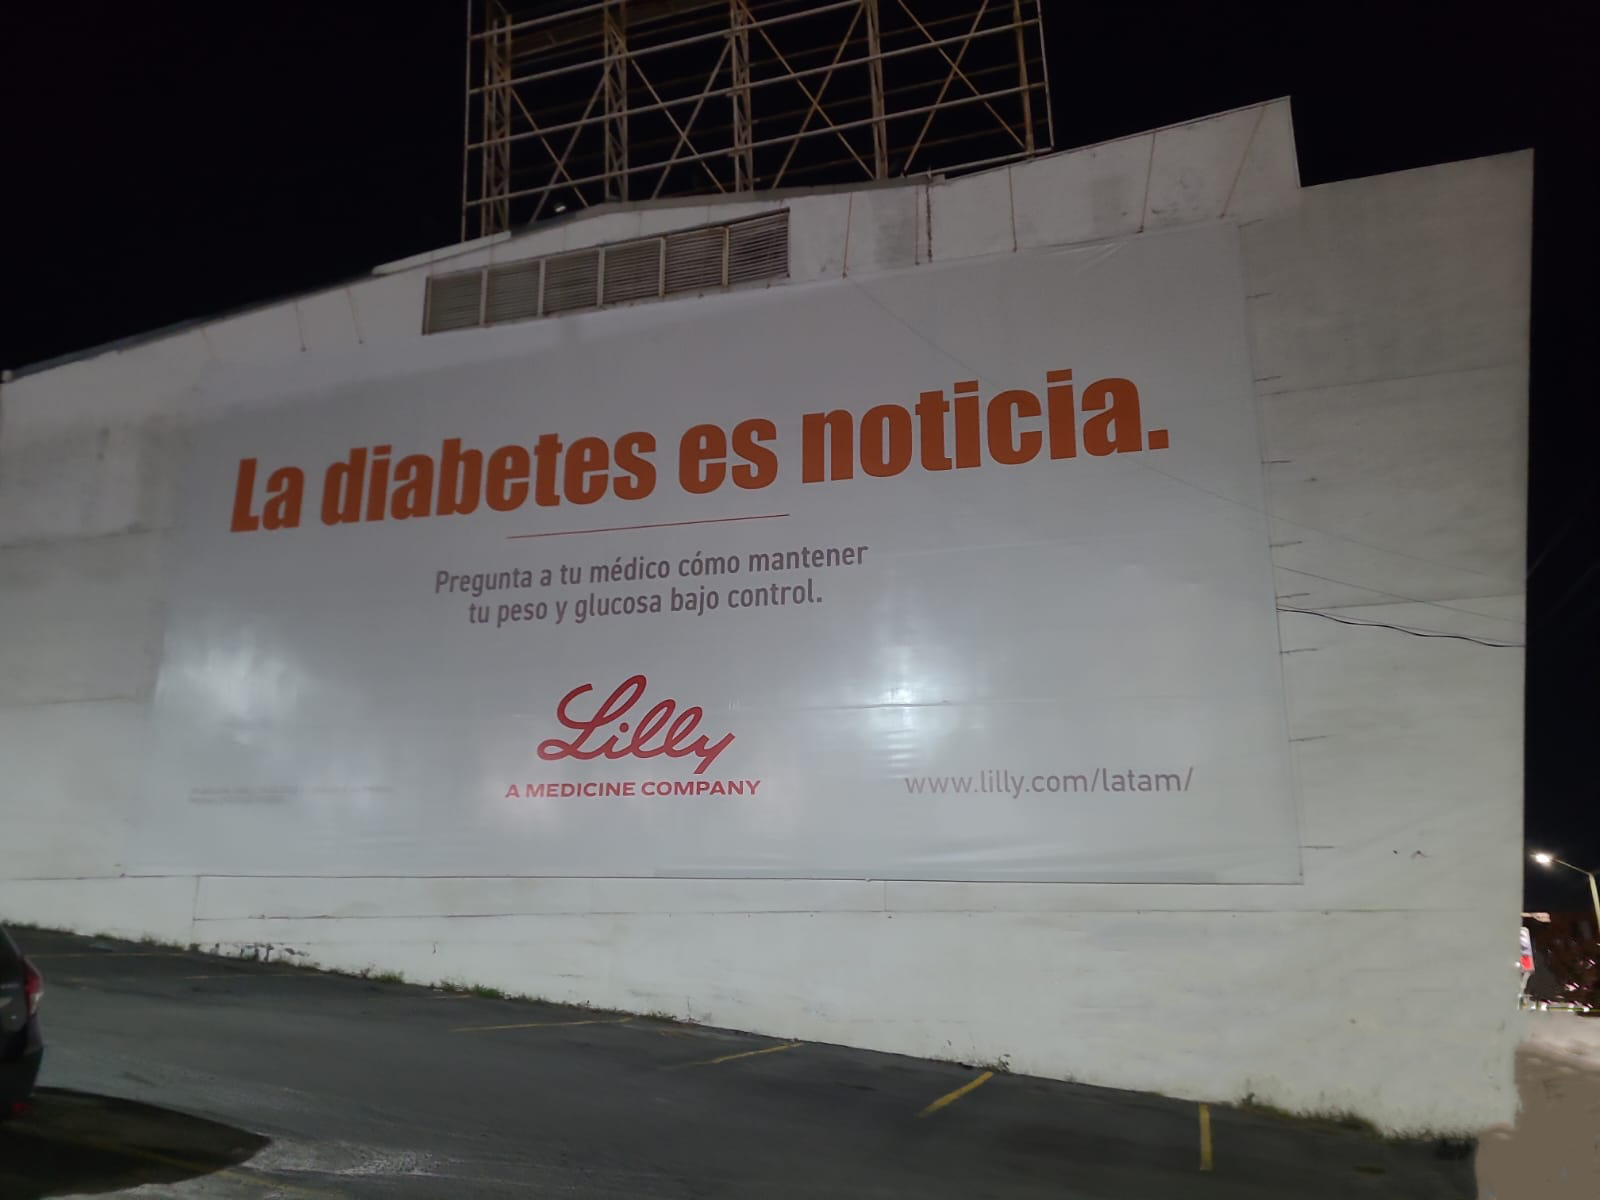 La diabetes es noticia.
Pregunta a tu médico cómo mantener
tu peso y glucosa bajo control.
Lilly
A MEDICINE COMPANY
www.lilly.com/latam/